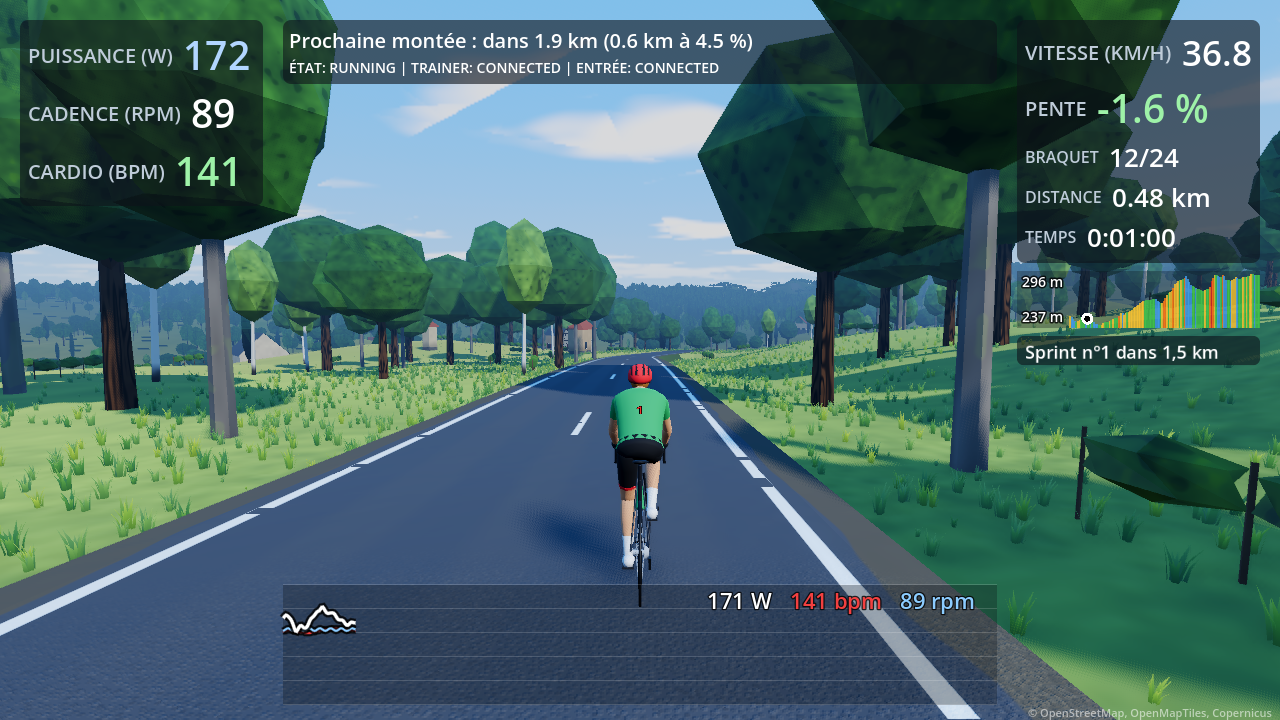 PUISSANCE (W) 172
CADENCE (RPM) 89
CARDIO (BPM) 141
Prochaine montée : dans 1.9 km (0.6 km à 4.5 %)
ÉTAT: RUNNING | TRAINER: CONNECTED | ENTRÉE: CONNECTED
VITESSE (KM/H) 36.8
PENTE -1.6 %
BRAQUET 12/24
DISTANCE 0.48 km
TEMPS 0:01:00
296 m
237 m
Sprint n°1 dans 1,5 km
1
171 W 141 bpm 89 rpm
© OpenStreetMap, OpenMapTiles, Copernicus